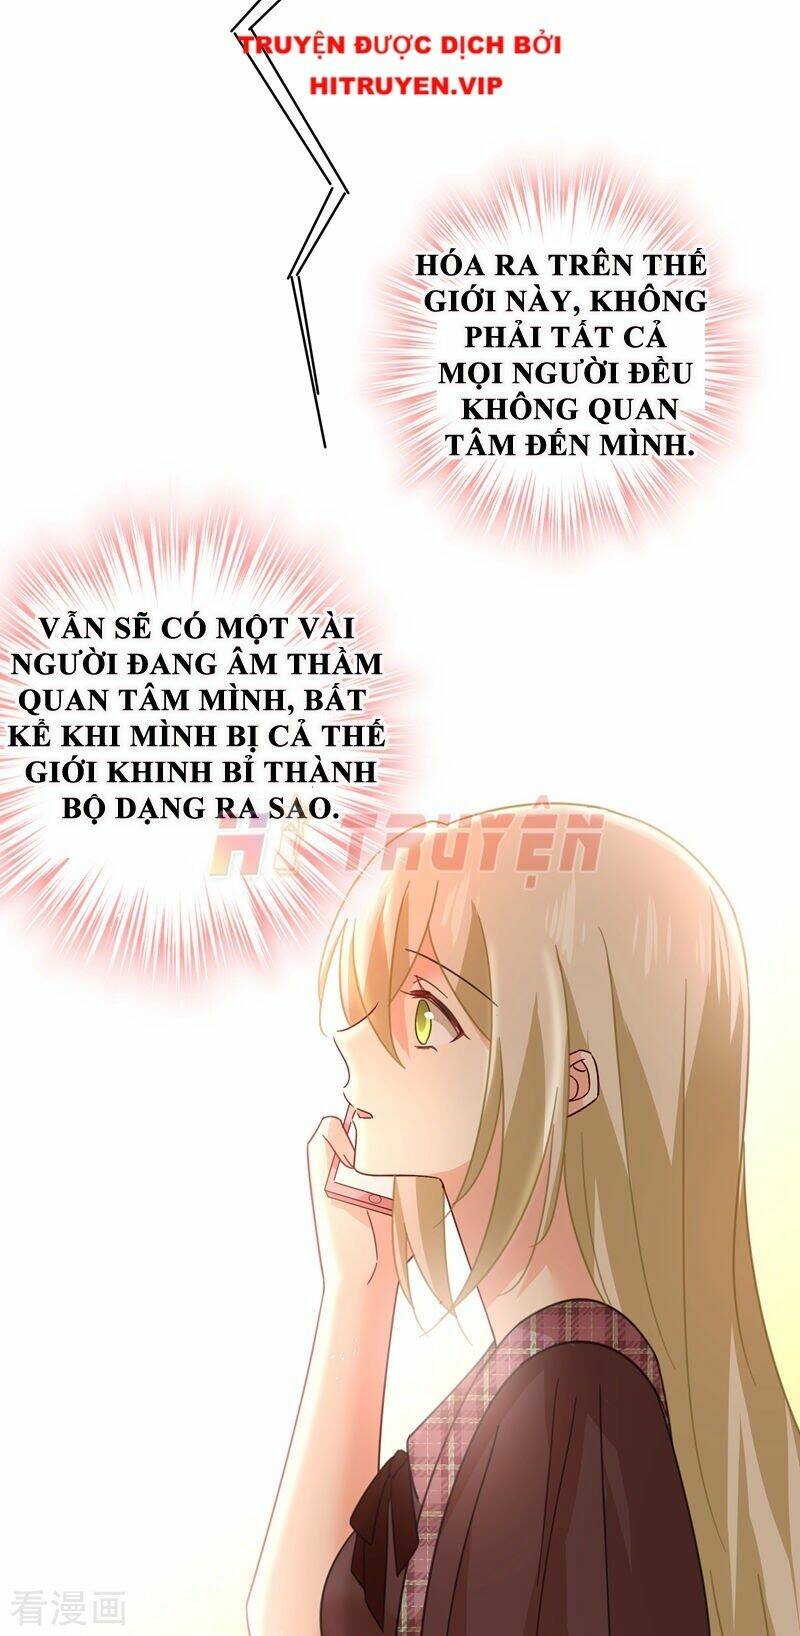 TRUYỆN ĐƯỢC DỊCH BỞI
HITRUYEN.VIP
HÓA RA TRÊN THẾ
GIỚI NÀY, KHÔNG
PHẢI TẤT CẢ
MỌI NGƯỜI ĐỀU
KHÔNG QUAN
TÂM ĐẾN MÌNH.
VẪN SẼ CÓ MỘT VÀI
NGƯỜI ĐANG ÂM THẦM
QUAN TÂM MÌNH, BẤT
KỂ KHI MÌNH BỊ CẢ THẾ
GIỚI KHINH BỈ THÀNH
BỘ DẠNG RA SAO.
HI TRUYỆN
看漫画